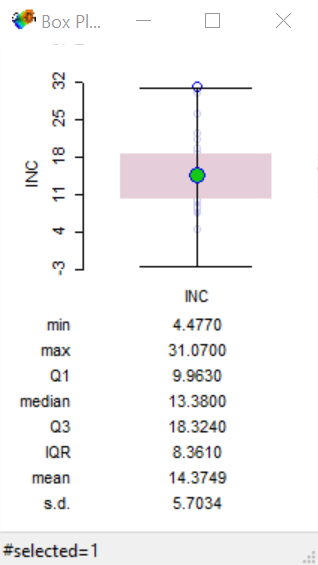 Box Pl...
32
25
18
11
4
-3
INC
INC
min 4.4770
max 31.0700
Q1 9.9630
median 13.3800
Q3 18.3240
IQR 8.3610
mean 14.3749
s.d. 5.7034
#selected=1